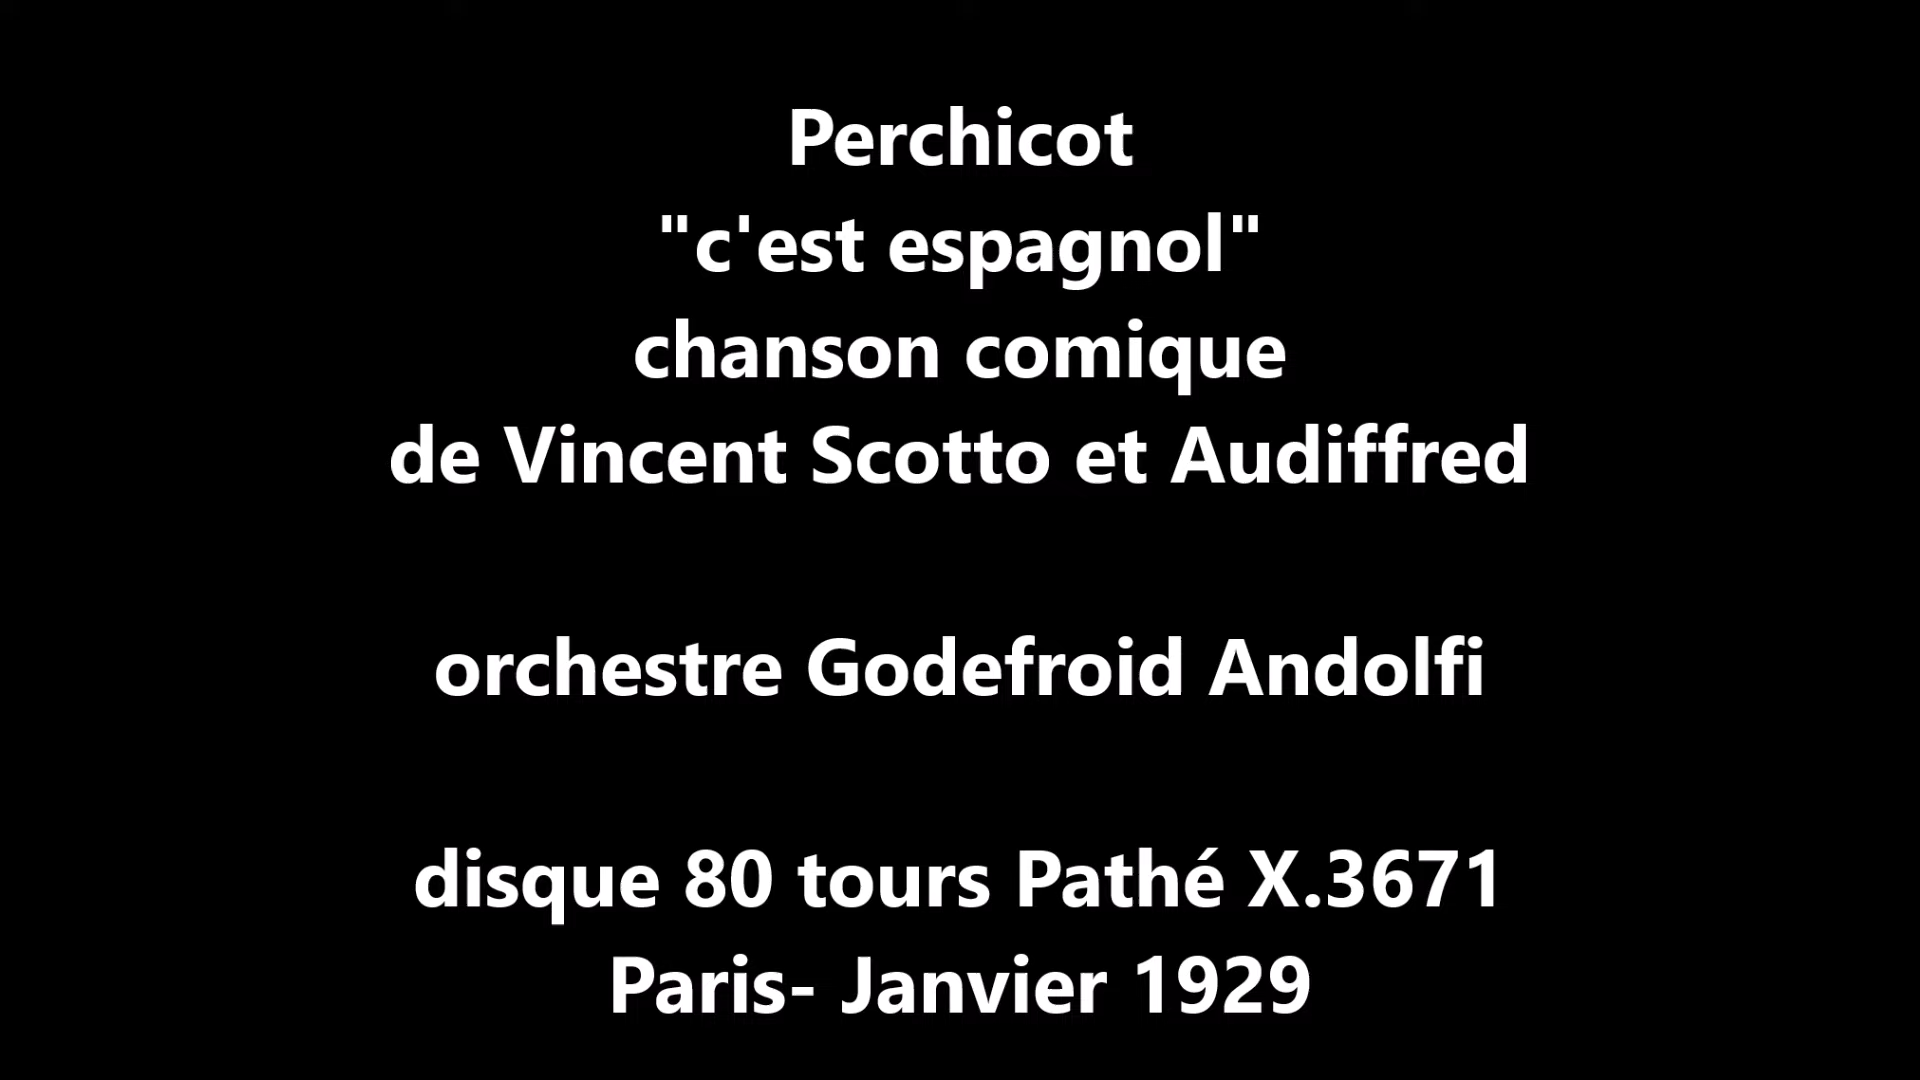 Perchicot
"c'est espagnol"
chanson comique
de Vincent Scotto et Audiffred
orchestre Godefroid Andolfi
disque 80 tours Pathé X.3671
Paris- Janvier 1929